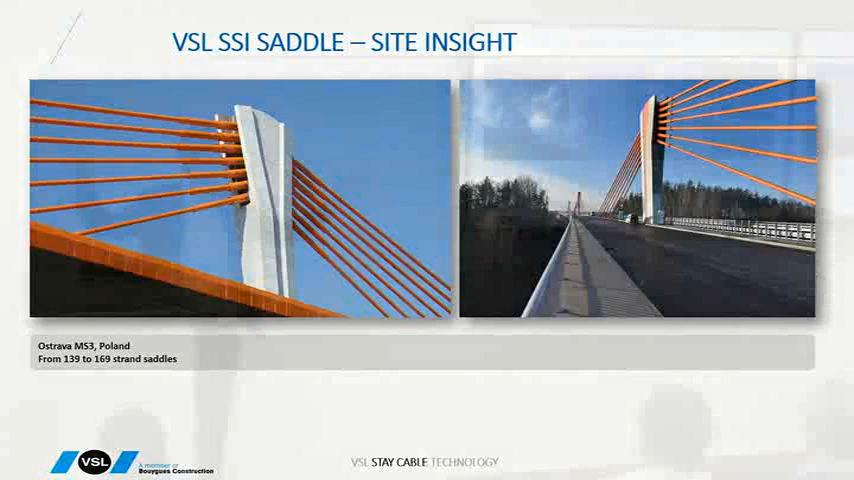 VSL SSI SADDLE – SITE INSIGHT
Ostrava MS3, Poland
From 139 to 169 strand saddles
VSL
A member of
Bouygues Construction
VSL STAY CABLE TECHNOLOGY